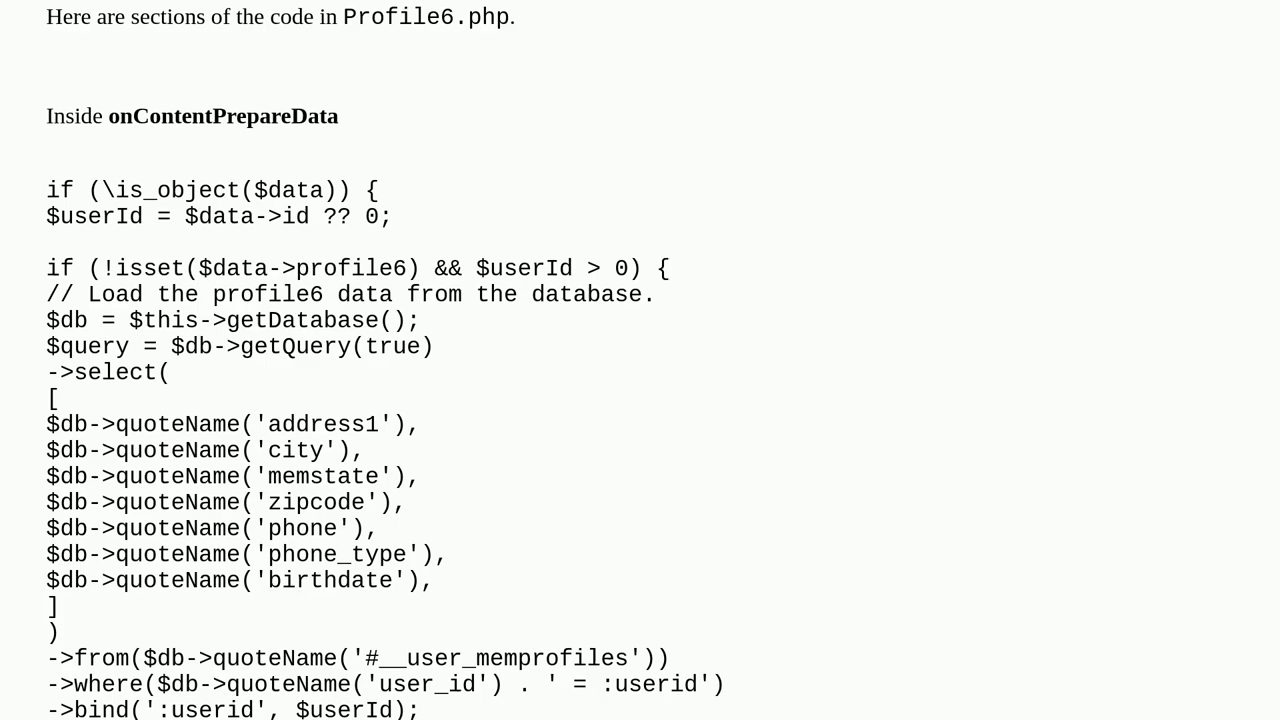 Here are sections of the code in Profile6.php.
Inside onContentPrepareData
if (\is_object($data)) {
$userId = $data->id ?? 0;
if (!isset($data->profile6) && $userId > 0) {
// Load the profile6 data from the database.
$db = $this->getDatabase();
$query = $db->getQuery(true)
->select(
[
$db->quoteName('address1'),
$db->quoteName('city'),
$db->quoteName('memstate'),
$db->quoteName('zipcode'),
$db->quoteName('phone'),
$db->quoteName('phone_type'),
$db->quoteName('birthdate'),
]
)
->from($db->quoteName('#__user_memprofiles'))
->where($db->quoteName('user_id') . ' = :userid')
->bind(':userid', $userId);